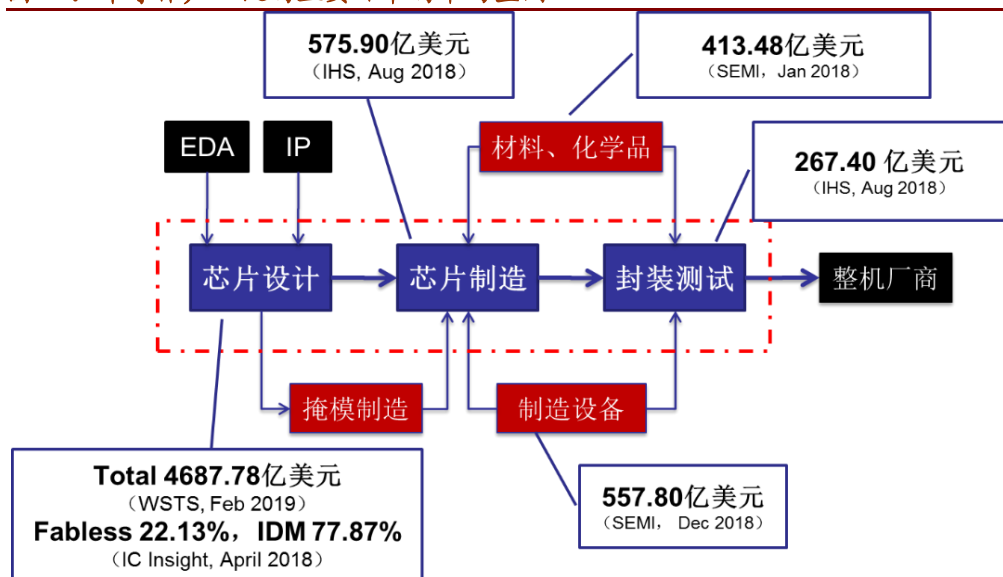 575.90亿美元
（IHS, Aug 2018）
413.48亿美元
（SEMI，Jan 2018）
EDA
IP
材料、化学品
267.40 亿美元
（IHS, Aug 2018）
芯片设计
芯片制造
封装测试
整机厂商
掩模制造
制造设备
Total 4687.78亿美元
（WSTS, Feb 2019）
Fabless 22.13%，IDM 77.87%
（IC Insight, April 2018）
557.80亿美元
（SEMI， Dec 2018）